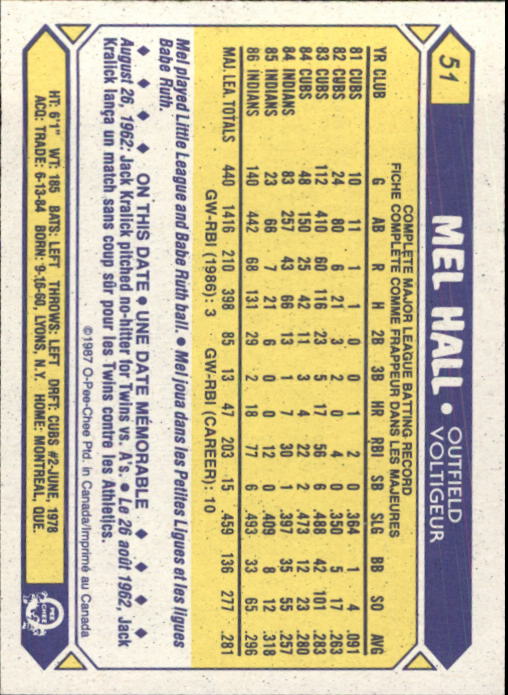 51
MEL HALL • OUTFIELD
VOLTIGEUR
COMPLETE MAJOR LEAGUE BATTING RECORD
FICHE COMPLÈTE COMME FRAPPEUR DANS LES MAJEURES
YR CLUB G AB R H 2B 3B HR RBI SB SLG BB SO AVG
81 CUBS 10 11 1 1 0 0 1 2 0 .364 1 4 .091
82 CUBS 24 80 6 21 3 2 0 4 0 .350 5 17 .263
83 CUBS 112 410 60 116 23 5 17 56 6 .488 42 101 .283
84 CUBS 48 150 25 42 11 3 4 22 2 .473 12 23 .280
84 INDIANS 83 257 43 66 13 1 7 30 1 .397 35 55 .257
85 INDIANS 23 66 7 21 6 0 0 12 0 .409 8 12 .318
86 INDIANS 140 442 68 131 29 2 18 77 6 .493 33 65 .296
MAJ. LEA. TOTALS 440 1416 210 398 85 13 47 203 15 .459 136 277 .281
GW-RBI (1986): 3 GW-RBI (CAREER): 10
Mel played Little League and Babe Ruth ball. • Mel joua dans les Petites Ligues et les ligues
Babe Ruth.
♦ ♦ ♦ ♦ ON THIS DATE • UNE DATE MÉMORABLE ♦ ♦ ♦ ♦
August 26, 1962: Jack Kralick pitched no-hitter for Twins vs. A's. • Le 26 août 1962, Jack
Kralick lança un match sans coup sûr pour les Twins contre les Athletijes.
©1987 O-Pee-Chee Ptd. in Canada/Imprimé au Canada
HT: 6'1" WT: 185 BATS: LEFT THROWS: LEFT DRFT: CUBS #2-JUNE, 1978
ACQ: TRADE: 6-13-84 BORN: 9-16-60, LYONS, N.Y. HOME: MONTREAL, QUE.
O
PEE
CHEE